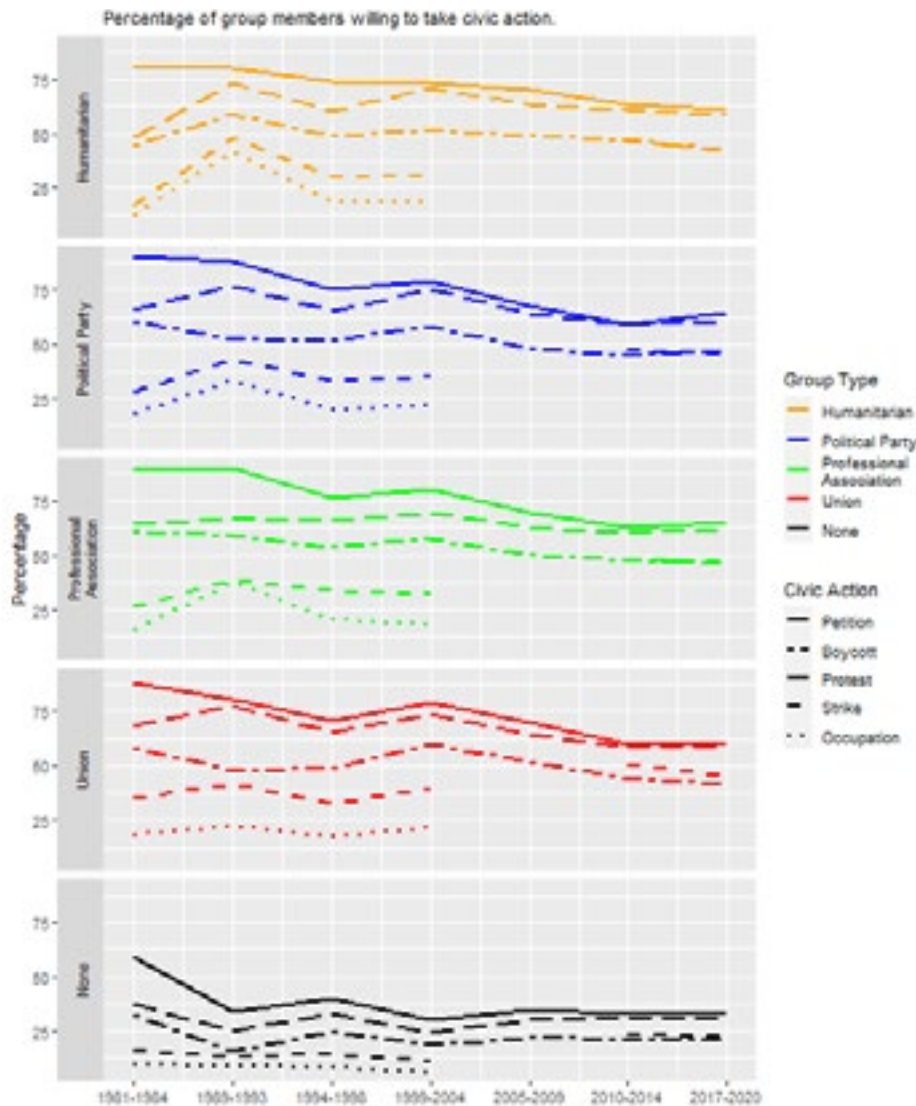 Percentage of group members willing to take civic action.
75
50
25
Humanitarian
75
50
25
Political Party
75
50
25
Professional
Association
75
50
25
Union
75
50
25
None
Percentage
1981-1984
1989-1993
1994-1998
1999-2004
2005-2009
2010-2014
2017-2020
Group Type
Humanitarian
Political Party
Professional
Association
Union
None
Civic Action
Petition
Boycott
Protest
Strike
Occupation